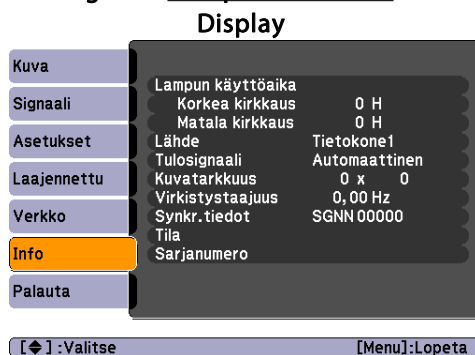 Display
Kuva
Signaali
Asetukset
Laajennettu
Verkko
Info
Palauta
Lampun käyttöaika
Korkea kirkkaus 0 H
Matala kirkkaus 0 H
Lähde Tietokone1
Tulosignaali Automaattinen
Kuvatarkkuus 0 x 0
Virkistystaajuus 0,00 Hz
Synkr.tiedot SGNN 00000
Tila
Sarjanumero
[◆] :Valitse [Menu]:Lopeta